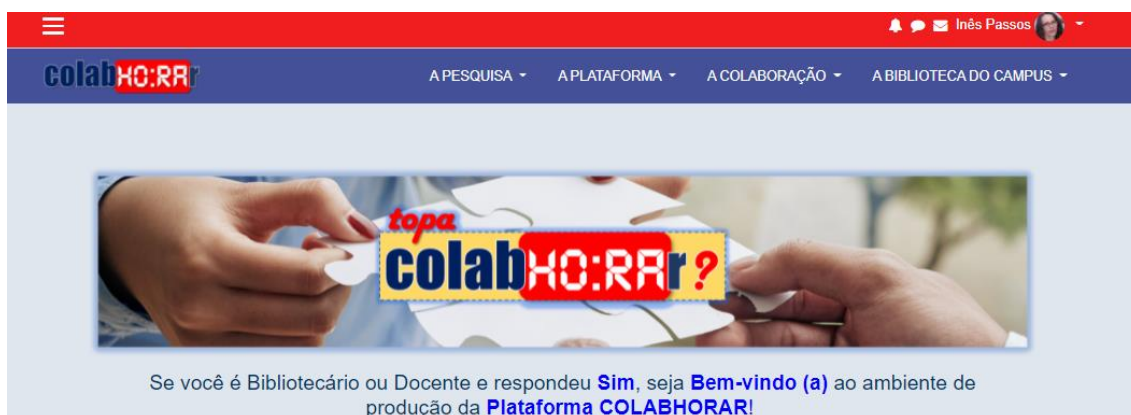 Inês Passos
colabHO:RAr
A PESQUISA A PLATAFORMA A COLABORAÇÃO A BIBLIOTECA DO CAMPUS
topa
colabHO:RAr?
Se você é Bibliotecário ou Docente e respondeu Sim, seja Bem-vindo (a) ao ambiente de
produção da Plataforma COLABHORAR!